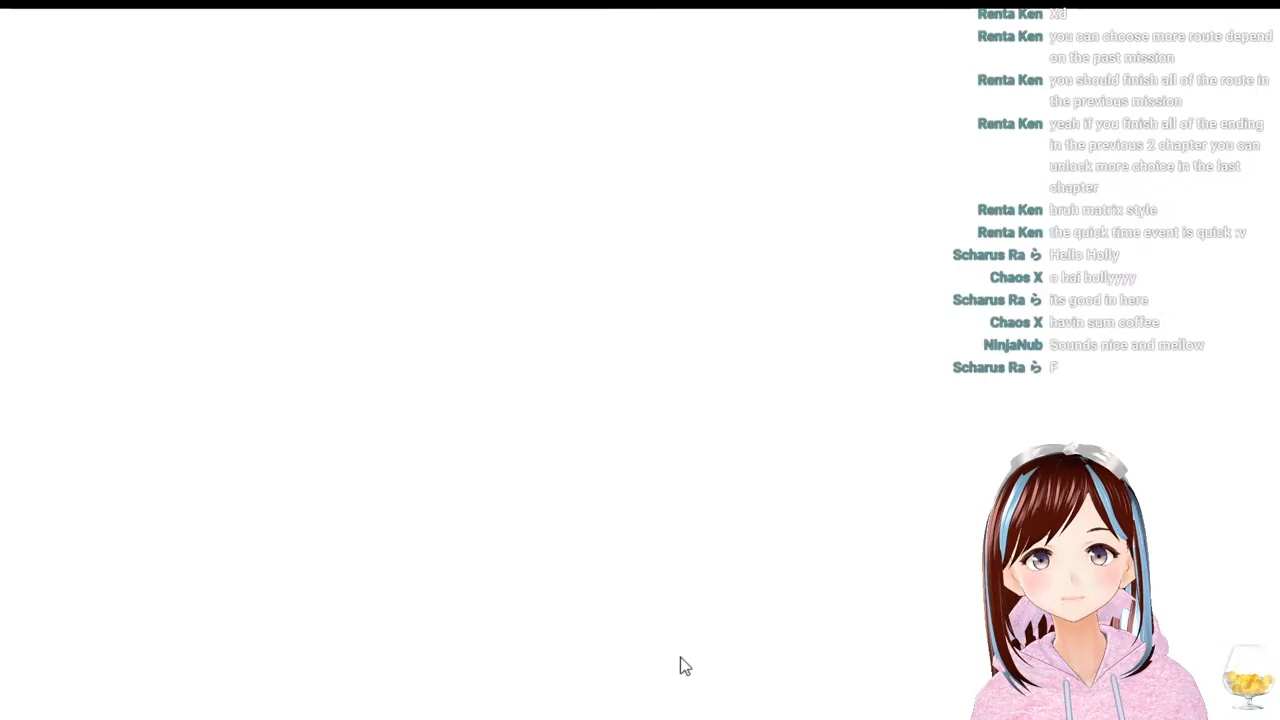 Renta Ken Xd
Renta Ken you can choose more route depend
on the past mission
Renta Ken you should finish all of the route in
the previous mission
Renta Ken yeah if you finish all of the ending
in the previous 2 chapter you can
unlock more choice in the last
chapter
Renta Ken bruh matrix style
Renta Ken the quick time event is quick :v
Scharus Ra ら Hello Holly
Chaos X o hai hollyyyy
Scharus Ra ら its good in here
Chaos X havin sum coffee
NinjaNub Sounds nice and mellow
Scharus Ra ら F